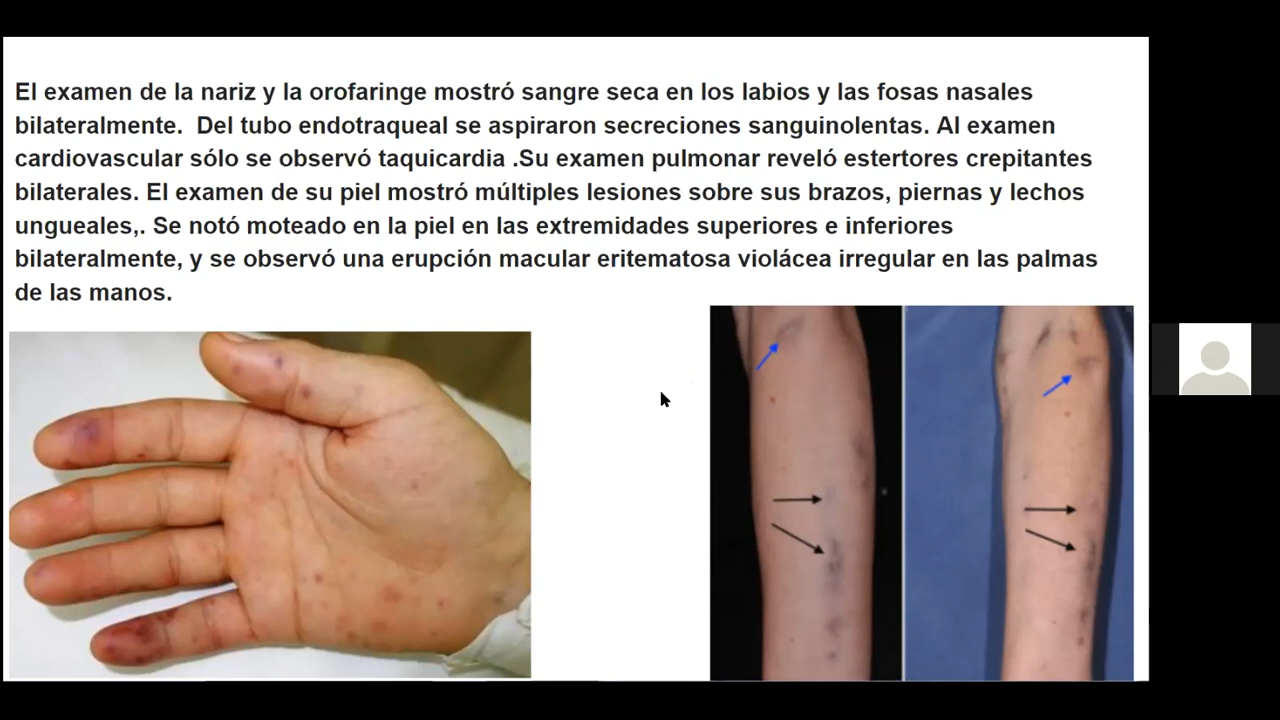 El examen de la nariz y la orofaringe mostró sangre seca en los labios y las fosas nasales
bilateralmente.  Del tubo endotraqueal se aspiraron secreciones sanguinolentas. Al examen
cardiovascular sólo se observó taquicardia .Su examen pulmonar reveló estertores crepitantes
bilaterales. El examen de su piel mostró múltiples lesiones sobre sus brazos, piernas y lechos
ungueales,. Se notó moteado en la piel en las extremidades superiores e inferiores
bilateralmente, y se observó una erupción macular eritematosa violácea irregular en las palmas
de las manos.